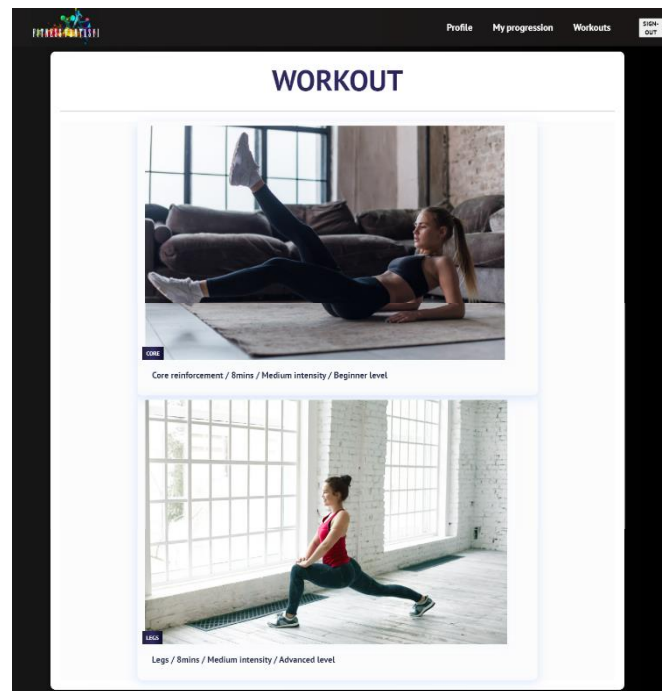 Profile My progression Workouts SIGN-
OUT
WORKOUT
CORE
Core reinforcement / 8mins / Medium intensity / Beginner level
LEGS
Legs / 8mins / Medium intensity / Advanced level